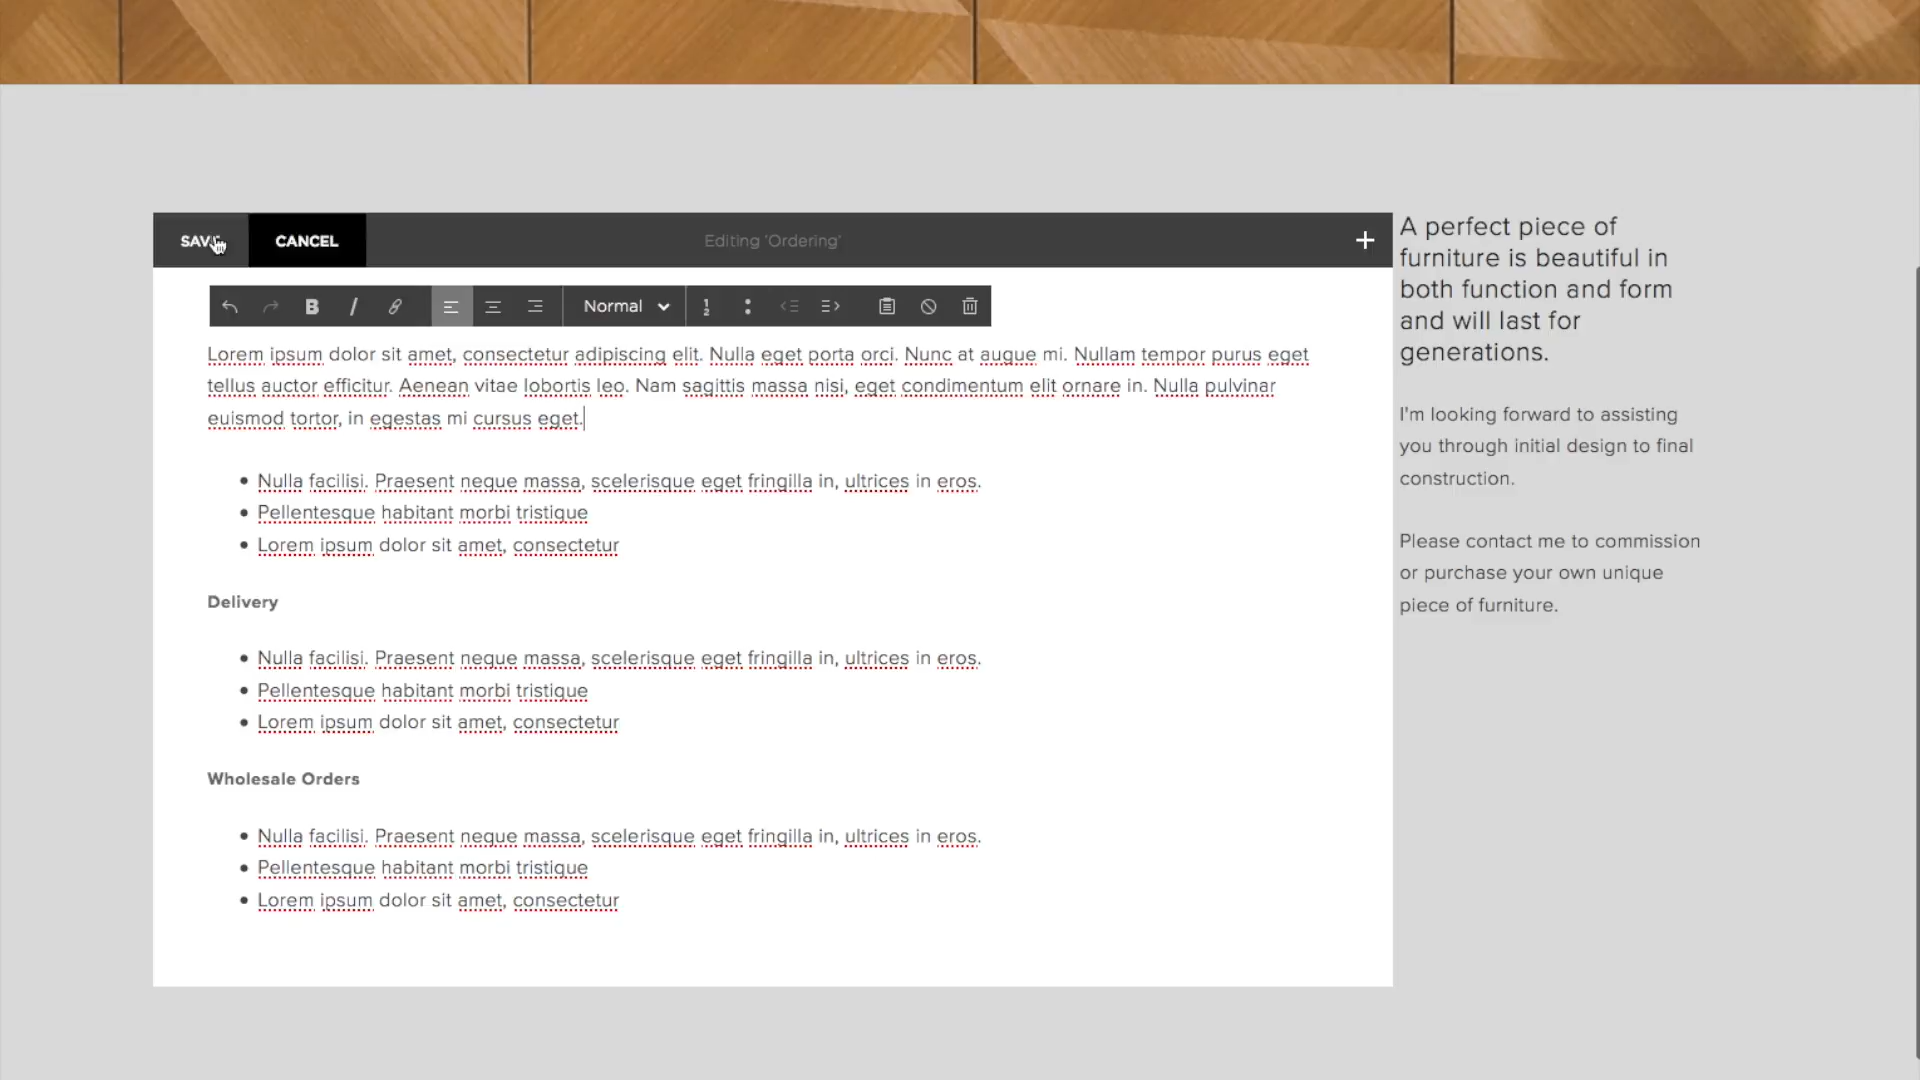 SAVE
CANCEL
Editing 'Ordering'
Normal
Lorem ipsum dolor sit amet, consectetur adipiscing elit. Nulla eget porta orci. Nunc at augue mi. Nullam tempor purus eget
tellus auctor efficitur. Aenean vitae lobortis leo. Nam sagittis massa nisi, eget condimentum elit ornare in. Nulla pulvinar
euismod tortor, in egestas mi cursus eget.
• Nulla facilisi. Praesent neque massa, scelerisque eget fringilla in, ultrices in eros.
• Pellentesque habitant morbi tristique
• Lorem ipsum dolor sit amet, consectetur
Delivery
• Nulla facilisi. Praesent neque massa, scelerisque eget fringilla in, ultrices in eros.
• Pellentesque habitant morbi tristique
• Lorem ipsum dolor sit amet, consectetur
Wholesale Orders
• Nulla facilisi. Praesent neque massa, scelerisque eget fringilla in, ultrices in eros.
• Pellentesque habitant morbi tristique
• Lorem ipsum dolor sit amet, consectetur
A perfect piece of
furniture is beautiful in
both function and form
and will last for
generations.
I'm looking forward to assisting
you through initial design to final
construction.
Please contact me to commission
or purchase your own unique
piece of furniture.